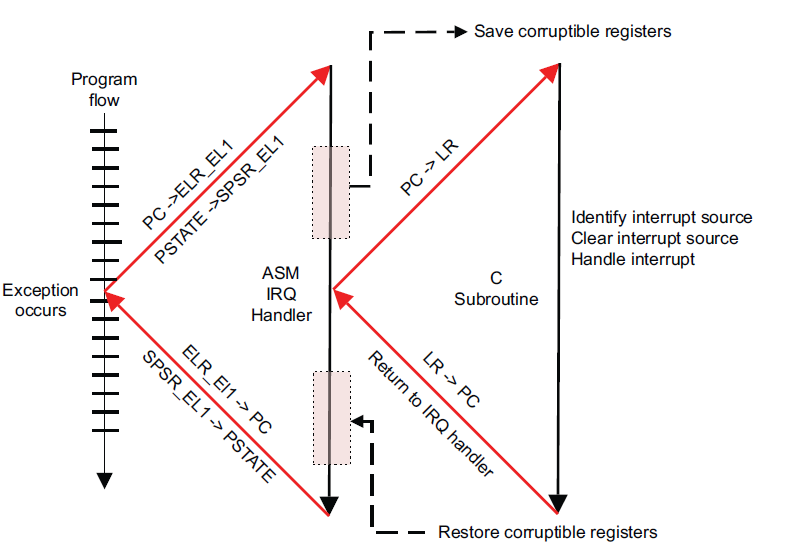 Save corruptible registers
Program
flow
PC ->ELR_EL1
PSTATE ->SPSR_EL1
PC -> LR
Identify interrupt source
Clear interrupt source
Handle interrupt
Exception
occurs
ASM
IRQ
Handler
C
Subroutine
ELR_El1 -> PC
SPSR_EL1 -> PSTATE
LR -> PC
Return to IRQ handler
Restore corruptible registers